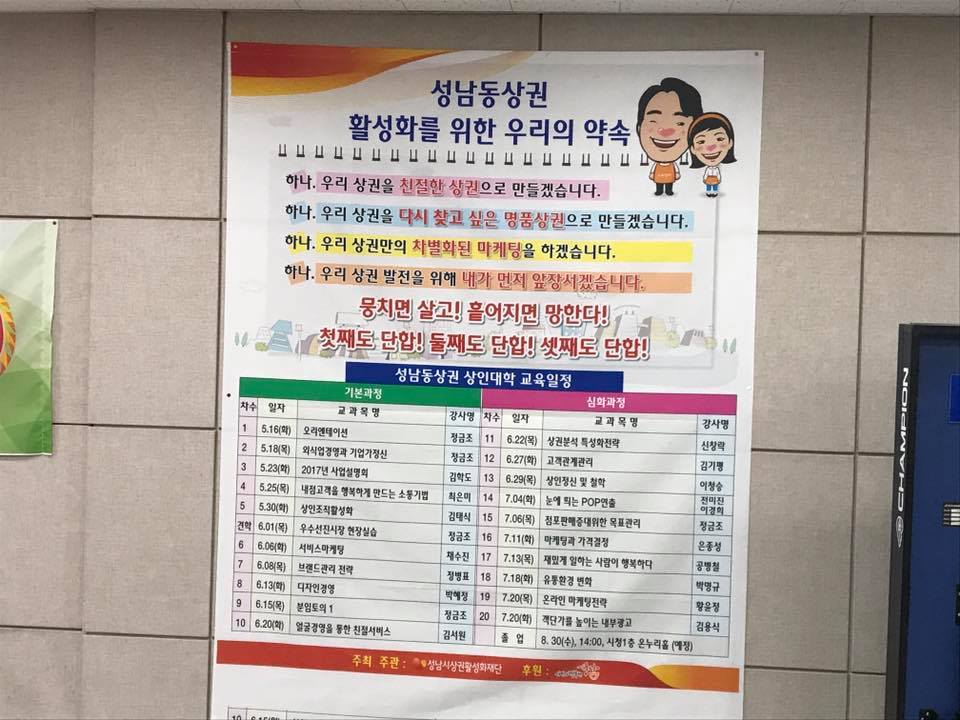 성남동상권
활성화를 위한 우리의 약속
하나. 우리 상권을 친절한 상권으로 만들겠습니다.
하나. 우리 상권을 다시 찾고 싶은 명품상권으로 만들겠습니다.
하나. 우리 상권만의 차별화된 마케팅을 하겠습니다.
하나. 우리 상권 발전을 위해 내가 먼저 앞장서겠습니다.
뭉치면 살고! 흩어지면 망한다!
첫째도 단합! 둘째도 단합! 셋째도 단합!
성남동상권 상인대학 교육일정
기본과정
차수 일자 교 과 목 명 강사명
1 5.16(화) 오리엔테이션 정금조
2 5.18(목) 외식업경영과 기업가정신 정금조
3 5.23(화) 2017년 사업설명회 김학도
4 5.25(목) 내점고객을 행복하게 만드는 소통기법 최은미
5 5.30(화) 상인조직활성화 김태식
견학 6.01(목) 우수선진시장 현장실습 정금조
6 6.06(화) 서비스마케팅 채수진
7 6.08(목) 브랜드관리 전략 정병표
8 6.13(화) 디자인경영 박혜정
9 6.15(목) 분임토의 1 정금조
10 6.20(화) 얼굴경영을 통한 친절서비스 김서원
심화과정
차수 일자 교 과 목 명 강사명
11 6.22(목) 상권분석 특성화전략 신창락
12 6.27(화) 고객관계관리 김기평
13 6.29(목) 상인정신 및 철학 이청승
14 7.04(화) 눈에 띄는 POP연출 전미진 이경희
15 7.06(목) 점포판매증대위한 목표관리 정금조
16 7.11(화) 마케팅과 가격결정 은종성
17 7.13(목) 재밌게 일하는 사람이 행복하다 공병철
18 7.18(화) 유통환경 변화 박명규
19 7.20(목) 온라인 마케팅전략 황윤정
20 7.20(화) 객단가를 높이는 내부광고 김용식
졸 업 8. 30(수), 14:00, 시청1층 온누리홀 (예정)
주최 주관 : 성남시상권활성화재단 후원 : 성남
CHAMPION